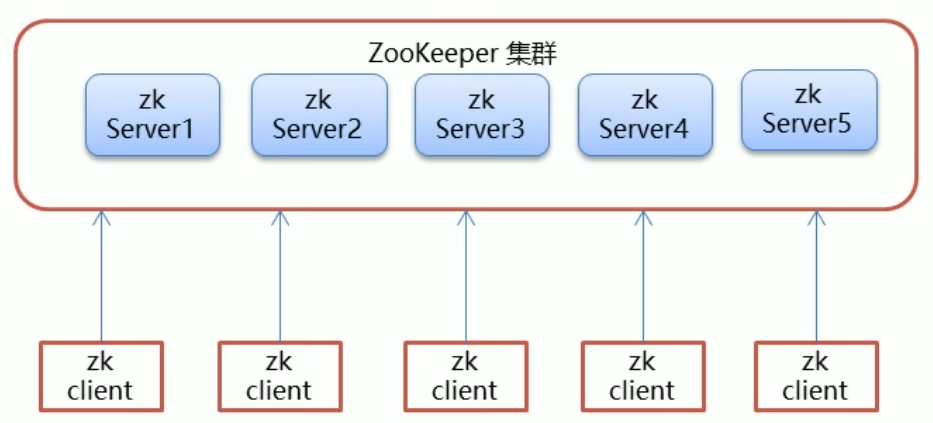 ZooKeeper 集群
zk
Server1
zk
Server2
zk
Server3
zk
Server4
zk
Server5
zk
client
zk
client
zk
client
zk
client
zk
client